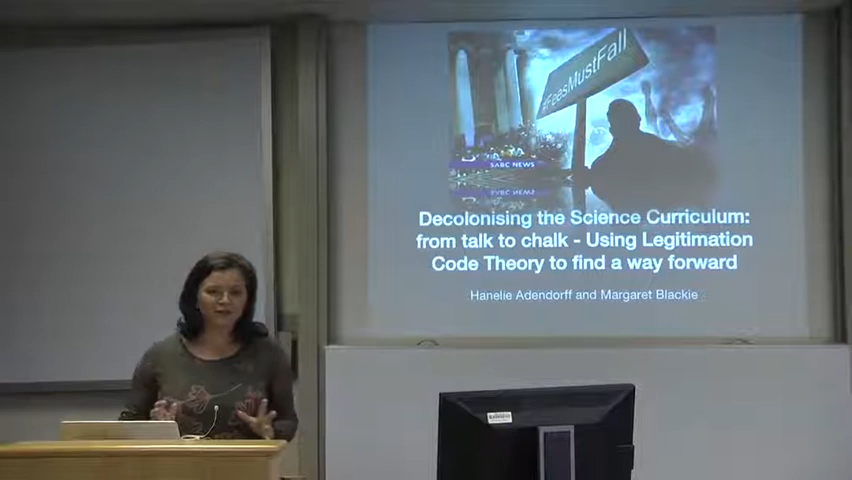 #FeesMustFall
SABC NEWS
Decolonising the Science Curriculum:
from talk to chalk - Using Legitimation
Code Theory to find a way forward
Hanelie Adendorff and Margaret Blackie